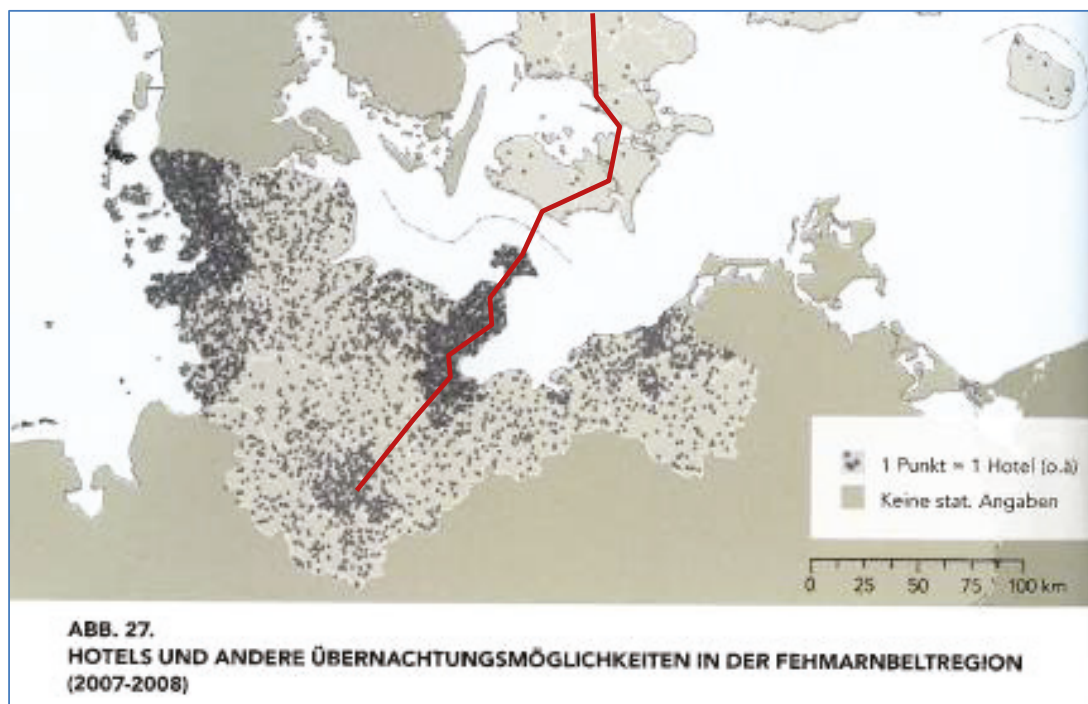 1 Punkt = 1 Hotel (o.ä)
Keine stat. Angaben
0 25 50 75 100 km
ABB. 27.
HOTELS UND ANDERE ÜBERNACHTUNGSMÖGLICHKEITEN IN DER FEHMARNBELTREGION
(2007-2008)